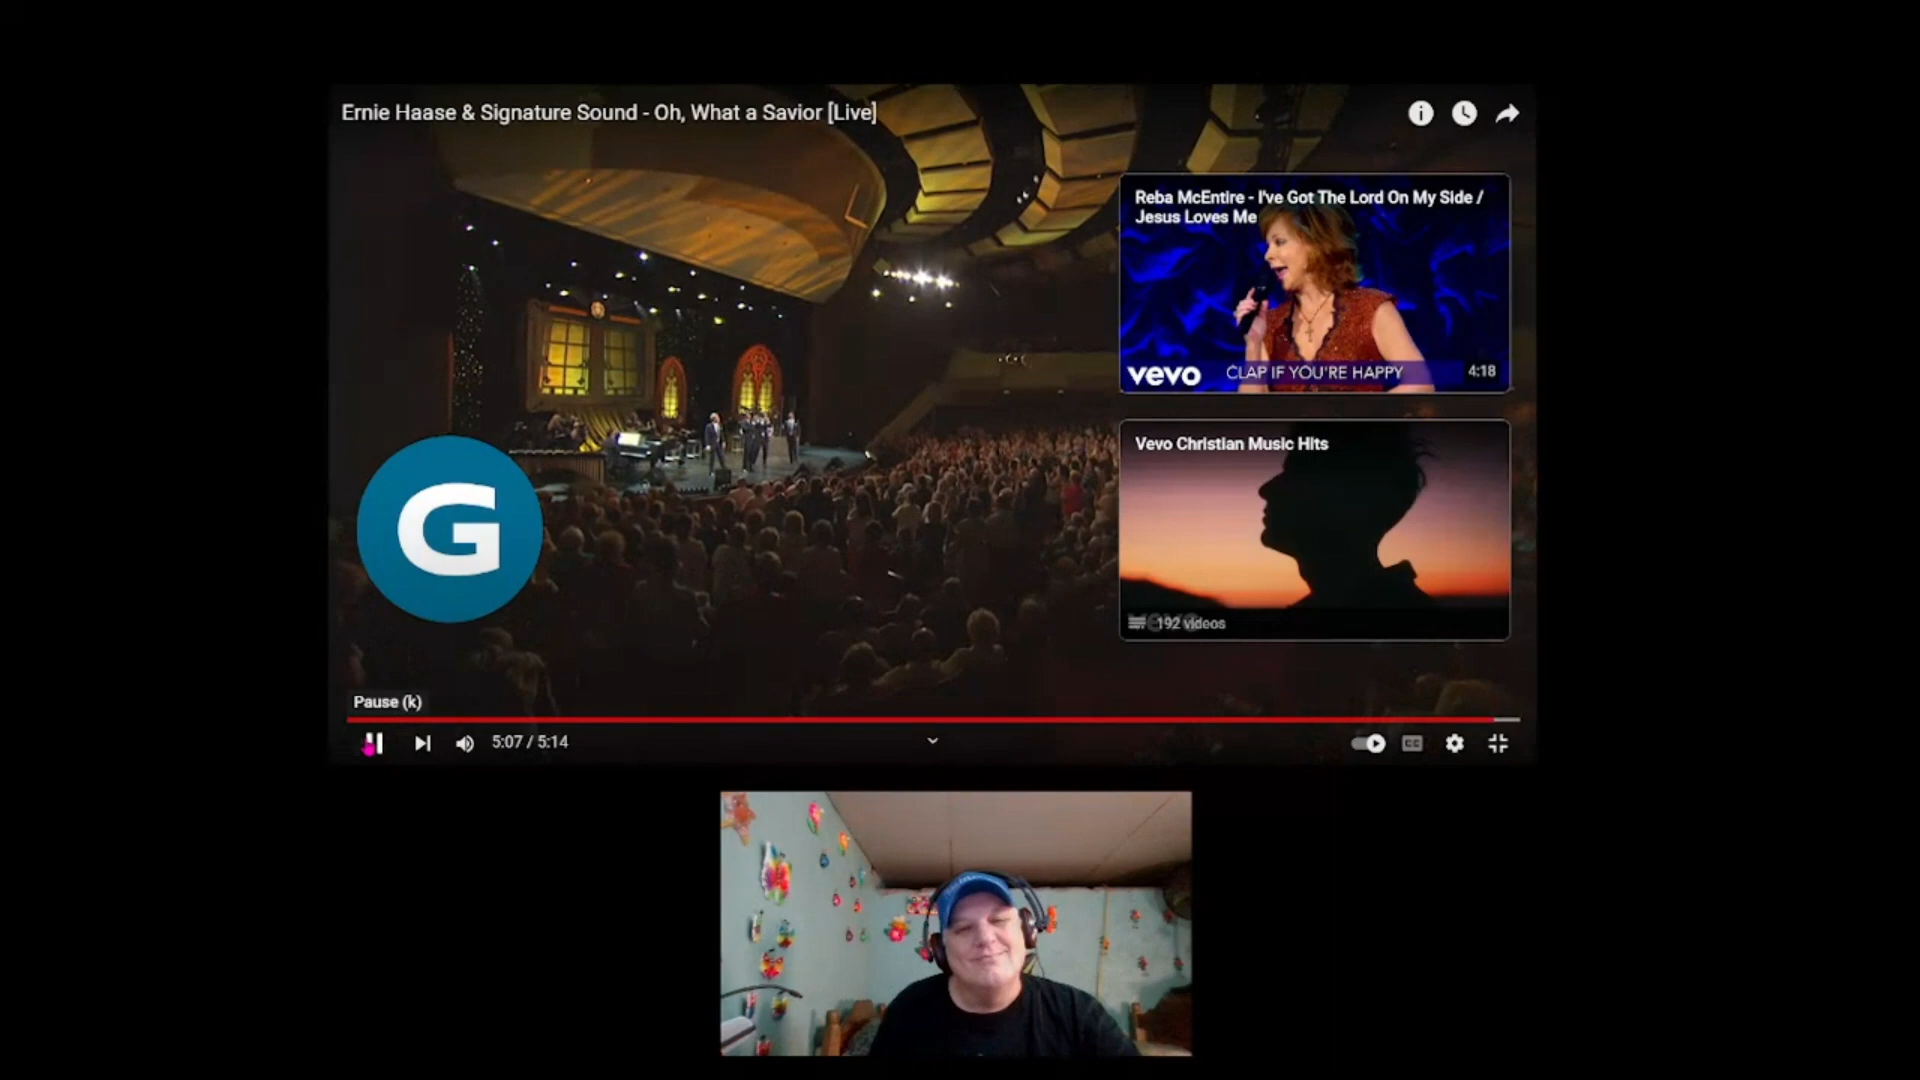 Ernie Haase & Signature Sound - Oh, What a Savior [Live]
Reba McEntire - I've Got The Lord On My Side /
Jesus Loves Me
vevo
CLAP IF YOU'RE HAPPY
4:18
Vevo Christian Music Hits
192 videos
G
Pause (k)
5:07 / 5:14
CC